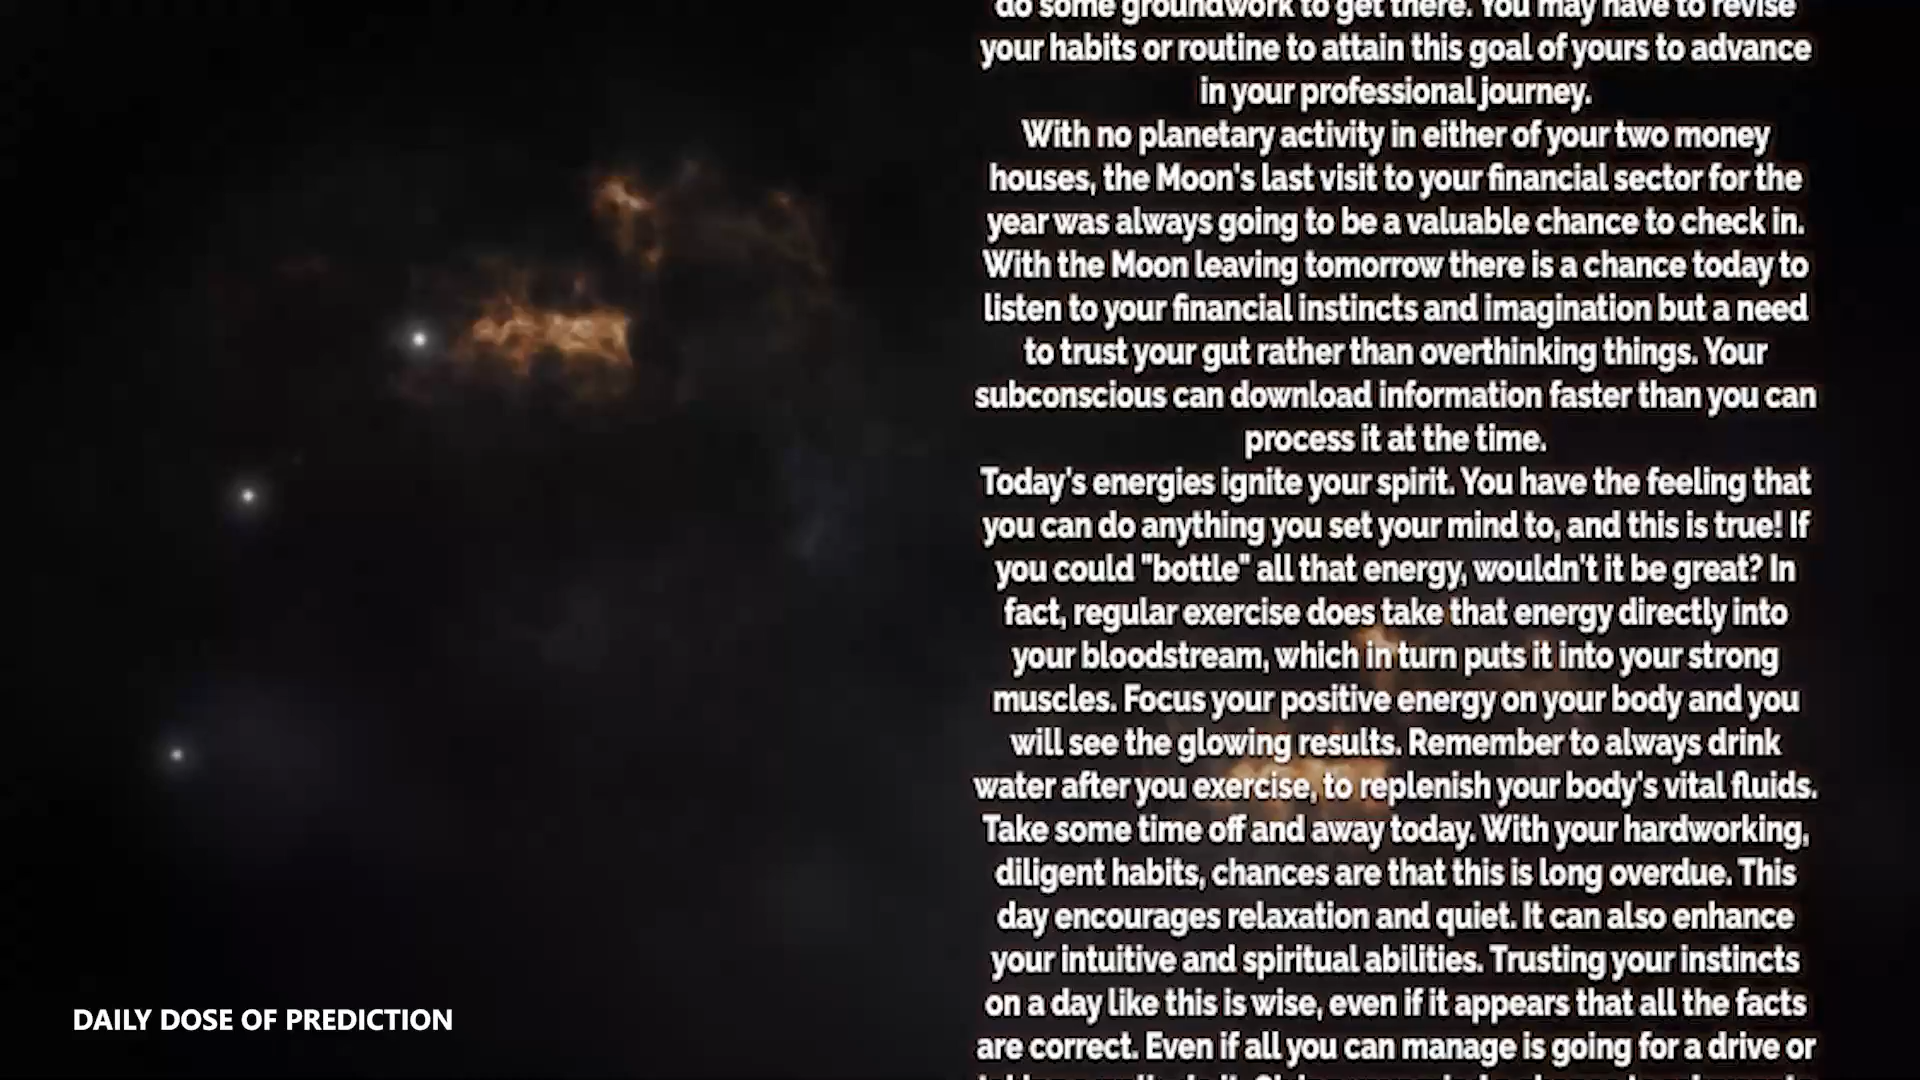 do some groundwork to get there. You may have to revise
your habits or routine to attain this goal of yours to advance
in your professional journey.
With no planetary activity in either of your two money
houses, the Moon's last visit to your financial sector for the
year was always going to be a valuable chance to check in.
With the Moon leaving tomorrow there is a chance today to
listen to your financial instincts and imagination but a need
to trust your gut rather than overthinking things. Your
subconscious can download information faster than you can
process it at the time.
Today's energies ignite your spirit. You have the feeling that
you can do anything you set your mind to, and this is true! If
you could "bottle" all that energy, wouldn't it be great? In
fact, regular exercise does take that energy directly into
your bloodstream, which in turn puts it into your strong
muscles. Focus your positive energy on your body and you
will see the glowing results. Remember to always drink
water after you exercise, to replenish your body's vital fluids.
Take some time off and away today. With your hardworking,
diligent habits, chances are that this is long overdue. This
day encourages relaxation and quiet. It can also enhance
your intuitive and spiritual abilities. Trusting your instincts
on a day like this is wise, even if it appears that all the facts
are correct. Even if all you can manage is going for a drive or
DAILY DOSE OF PREDICTION